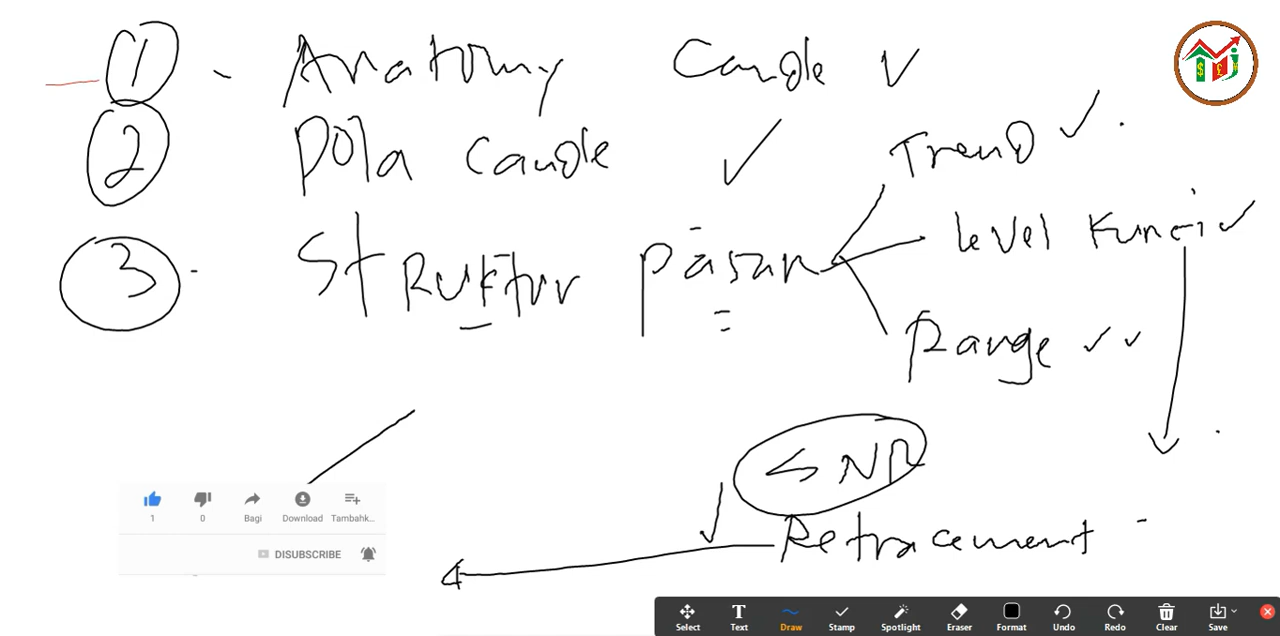 1 - Anatomy Candle
2 Pola Candle
3 - STRUKTUR PASAR
Trend
level Kunci
Range
SNR
Retracement
1 0 Bagi Download Tambahk...
DISUBSCRIBE
Select Text Draw Stamp Spotlight Eraser Format Undo Redo Clear Save